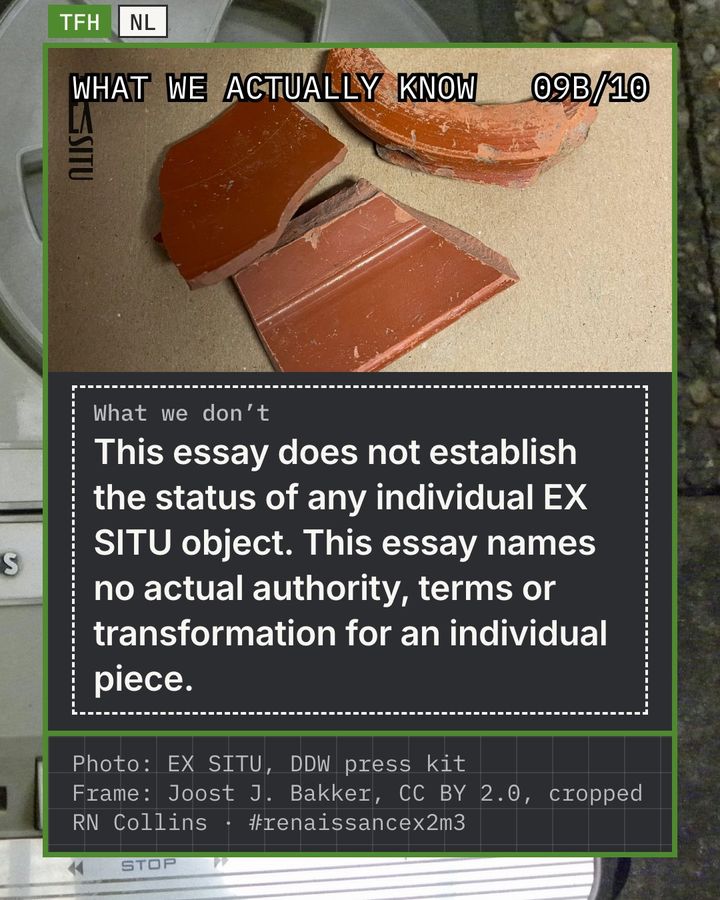 TFH NL
WHAT WE ACTUALLY KNOW 09B/10
EX SITU
What we don’t
This essay does not establish
the status of any individual EX
SITU object. This essay names
no actual authority, terms or
transformation for an individual
piece.
Photo: EX SITU, DDW press kit
Frame: Joost J. Bakker, CC BY 2.0, cropped
RN Collins · #renaissancex2m3
S
STOP